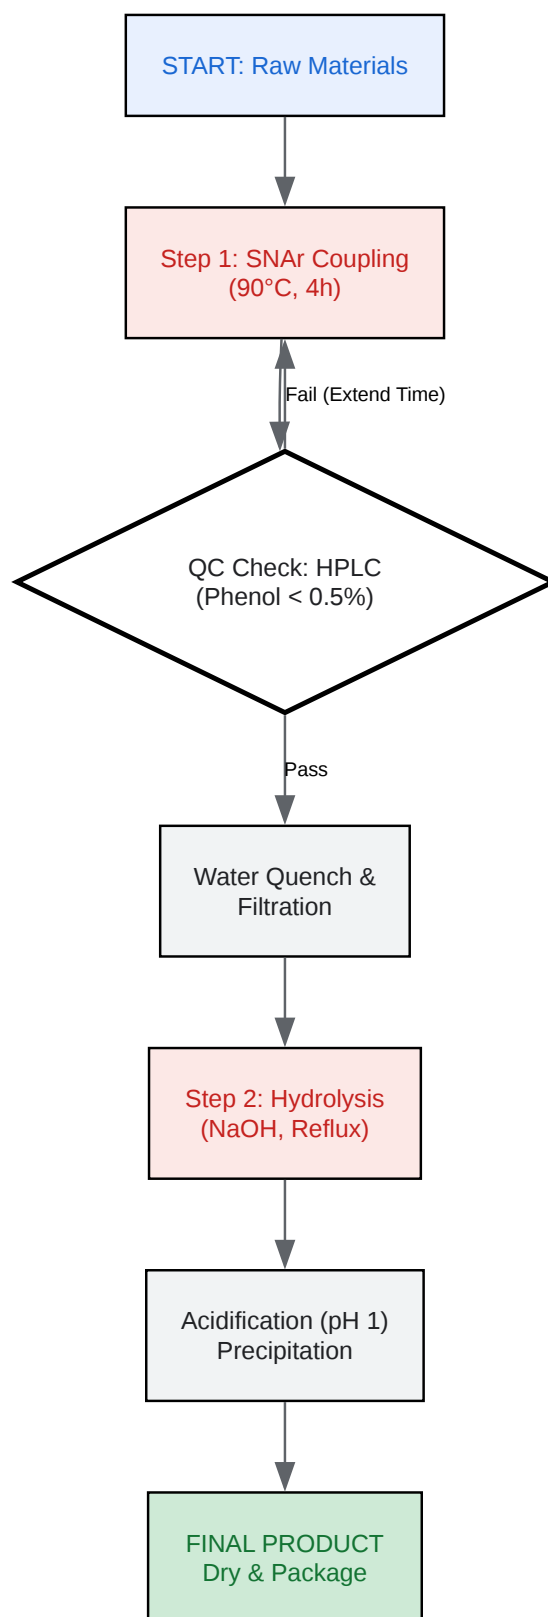 START: Raw Materials
Step 1: SNAr Coupling
(90°C, 4h)
Fail (Extend Time)
QC Check: HPLC
(Phenol < 0.5%)
Pass
Water Quench &
Filtration
Step 2: Hydrolysis
(NaOH, Reflux)
Acidification (pH 1)
Precipitation
FINAL PRODUCT
Dry & Package